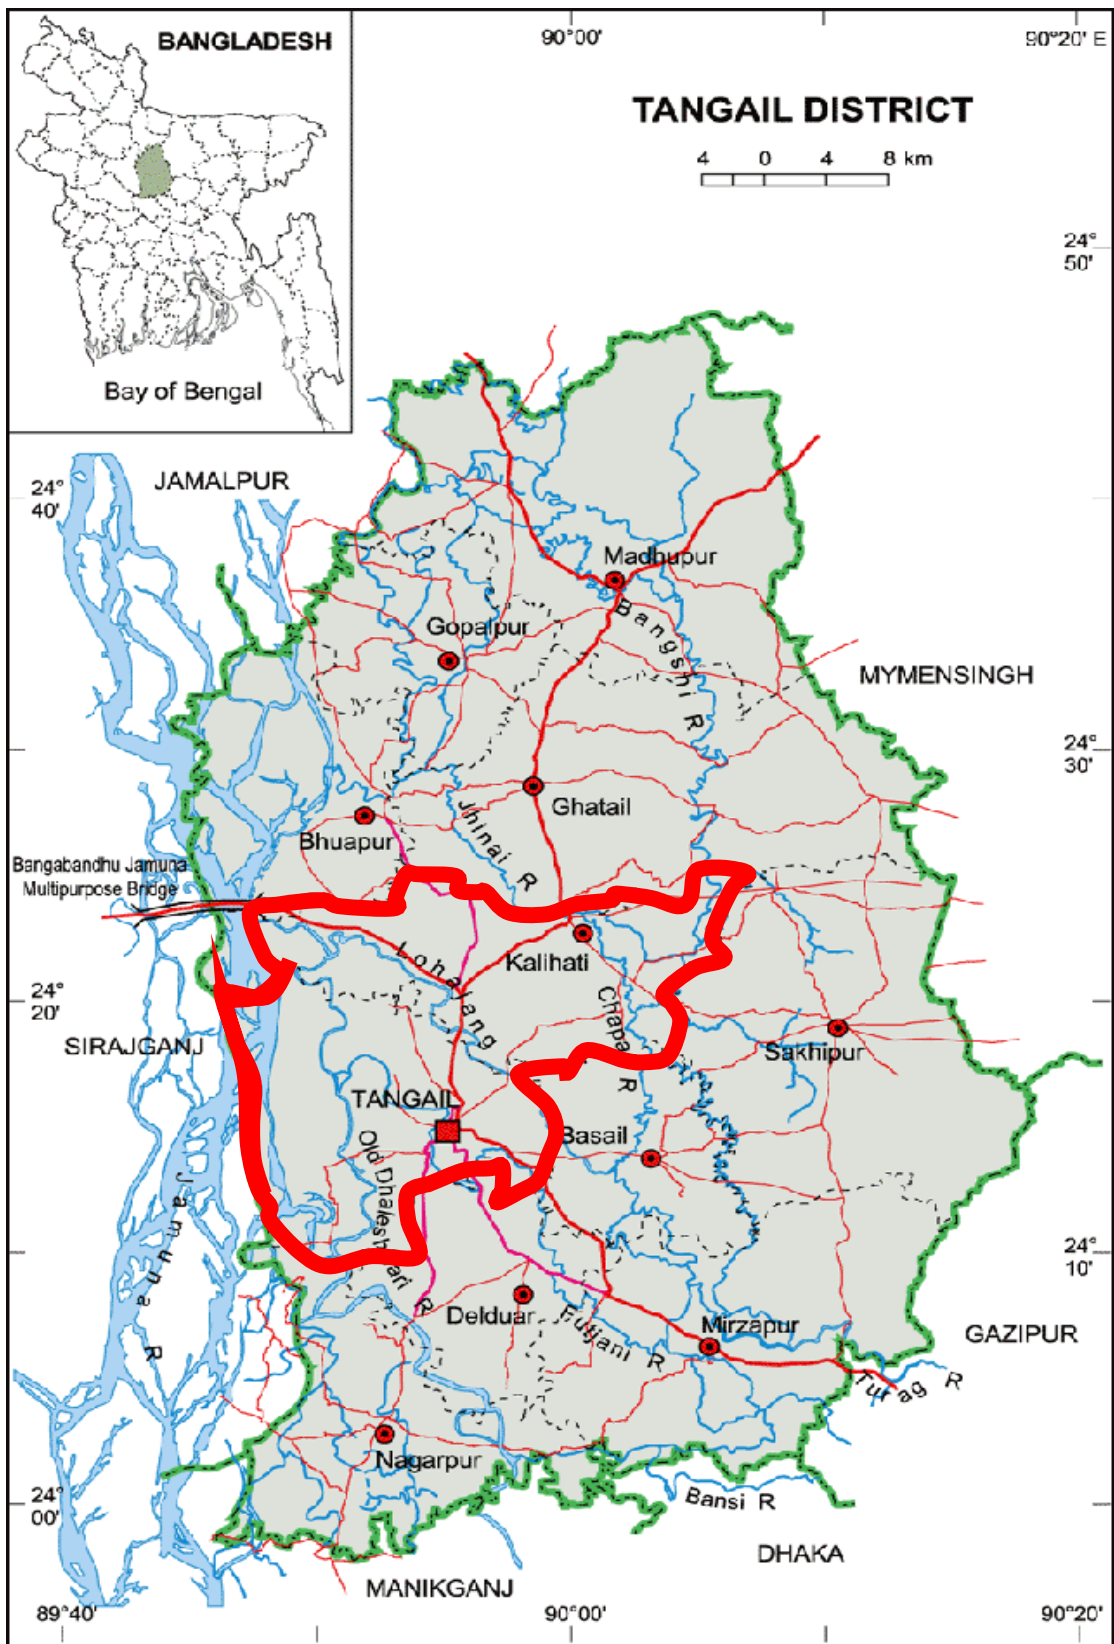 BANGLADESH
Bay of Bengal
90°00'
90°20' E
TANGAIL DISTRICT
4 0 4 8 km
24°
50'
JAMALPUR
24°
40'
Madhupur
Bangshi R
Gopalpur
MYMENSINGH
24°
30'
Ghatail
Jhinai R
Bhuapur
Bangabandhu Jamuna
Multipurpose Bridge
Lohajang
Kalihati
Chapai R
24°
20'
SIRAJGANJ
Sakhipur
TANGAIL
Basail
Old Dhaleshwari R
Jamuna R
24°
10'
Delduar
Futjani R
Mirzapur
GAZIPUR
Turag R
Nagarpur
Bansi R
24°
00'
DHAKA
MANIKGANJ
89°40'
90°00'
90°20'